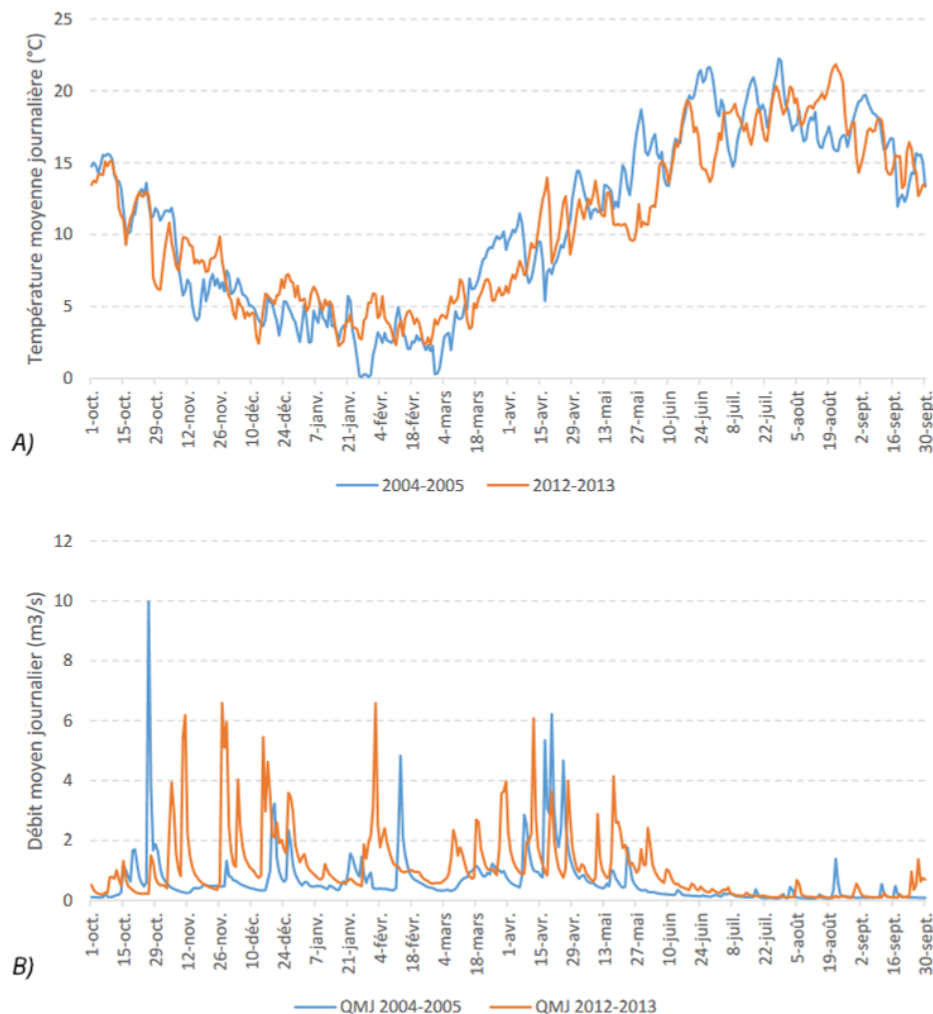 Température moyenne journalière (°C)
25
20
15
10
5
0
1-oct.
15-oct.
29-oct.
12-nov.
26-nov.
10-déc.
24-déc.
7-janv.
21-janv.
4-févr.
18-févr.
4-mars
18-mars
1-avr.
15-avr.
29-avr.
13-mai
27-mai
10-juin
24-juin
8-juil.
22-juil.
5-août
19-août
2-sept.
16-sept.
30-sept.
A)
2004-2005 2012-2013
Débit moyen journalier (m3/s)
12
10
8
6
4
2
0
1-oct.
15-oct.
29-oct.
12-nov.
26-nov.
10-déc.
24-déc.
7-janv.
21-janv.
4-févr.
18-févr.
4-mars
18-mars
1-avr.
15-avr.
29-avr.
13-mai
27-mai
10-juin
24-juin
8-juil.
22-juil.
5-août
19-août
2-sept.
16-sept.
30-sept.
B)
QMJ 2004-2005 QMJ 2012-2013